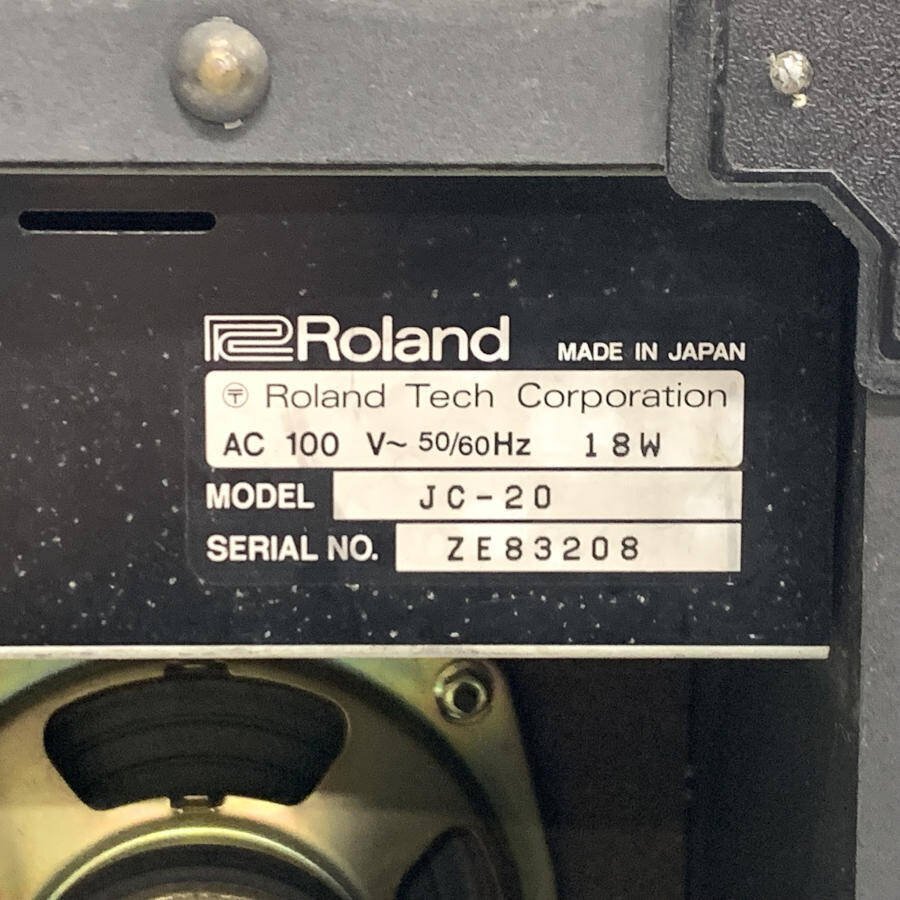 Roland MADE IN JAPAN
〶 Roland Tech Corporation
AC 100 V~ 50/60Hz 18W
MODEL JC-20
SERIAL NO. ZE83208